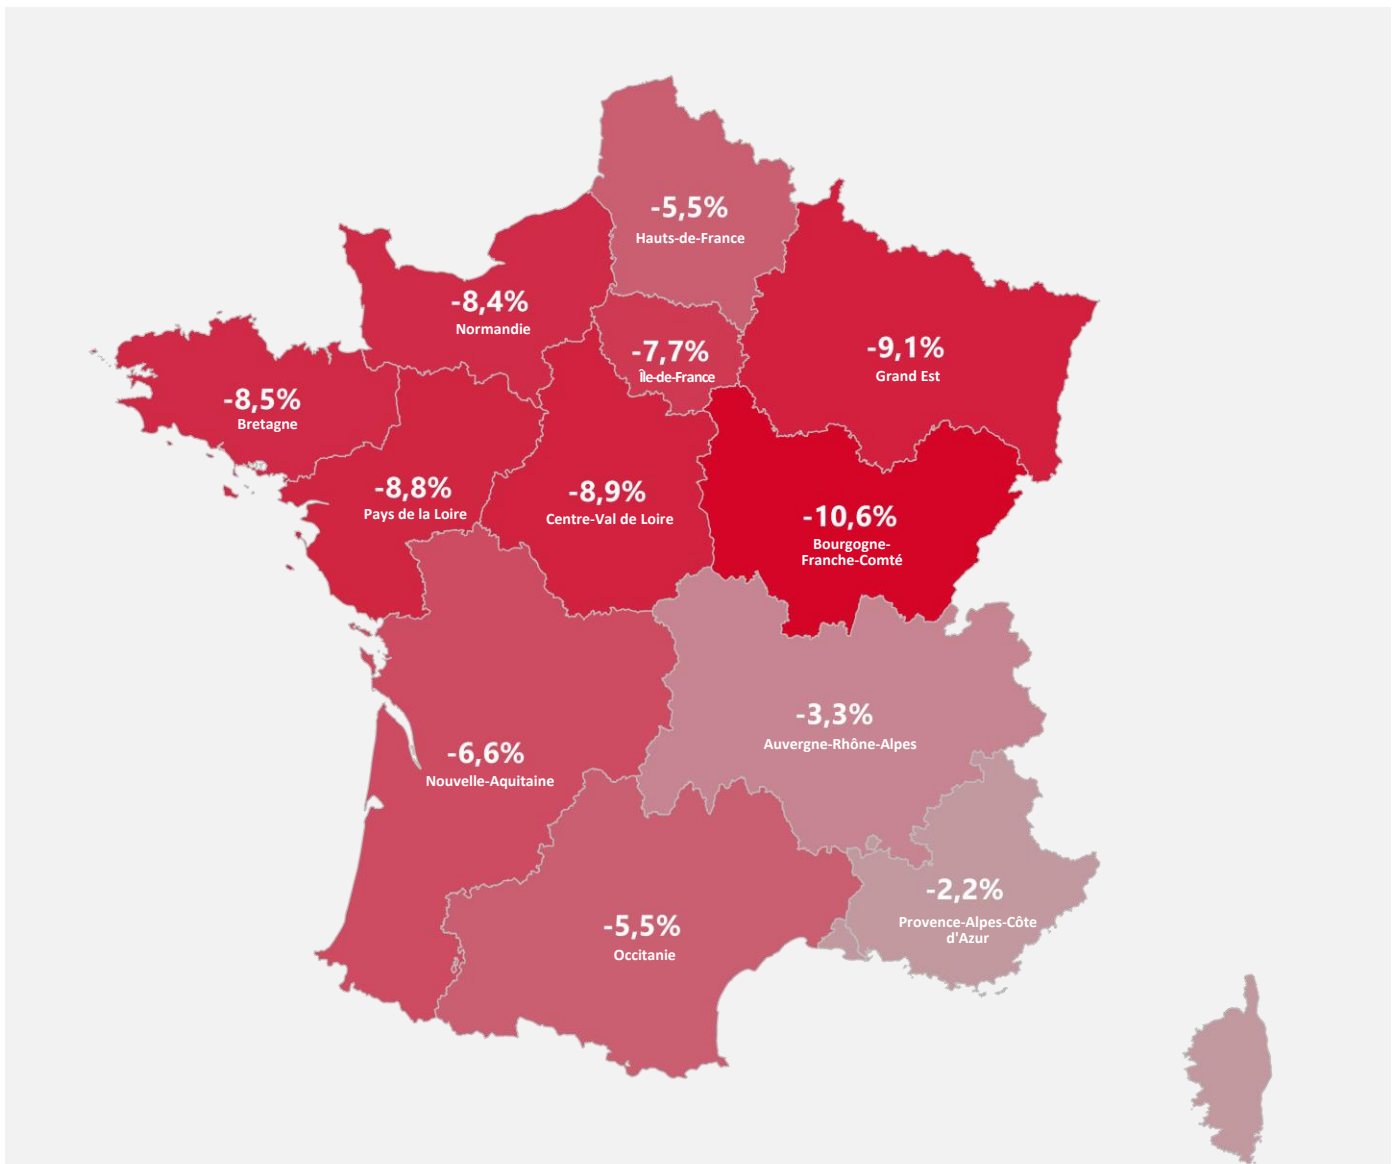 -5,5%
Hauts-de-France
-8,4%
Normandie
-7,7%
Île-de-France
-9,1%
Grand Est
-8,5%
Bretagne
-8,8%
Pays de la Loire
-8,9%
Centre-Val de Loire
-10,6%
Bourgogne-
Franche-Comté
-3,3%
Auvergne-Rhône-Alpes
-6,6%
Nouvelle-Aquitaine
-2,2%
Provence-Alpes-Côte
d'Azur
-5,5%
Occitanie